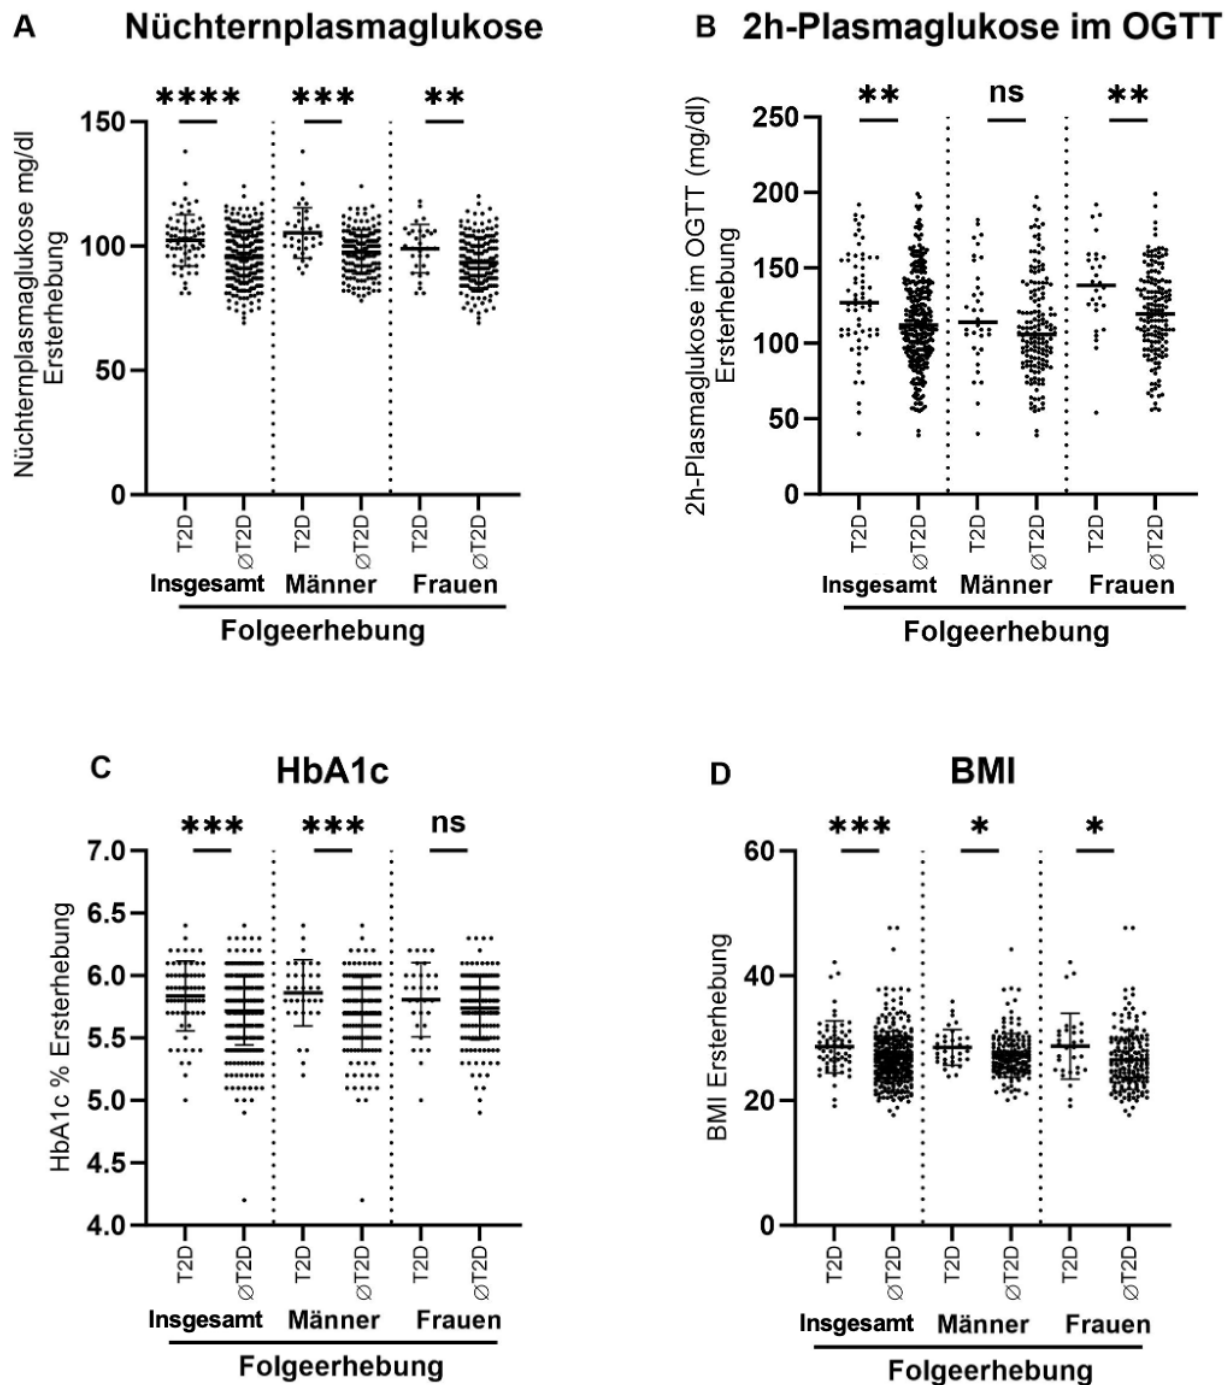 A Nüchternplasmaglukose
**** *** **
Nüchternplasmaglukose mg/dl
Ersterhebung
150
100
50
0
T2D ∅T2D T2D ∅T2D T2D ∅T2D
Insgesamt Männer Frauen
Folgeerhebung
B 2h-Plasmaglukose im OGTT
** ns **
2h-Plasmaglukose im OGTT (mg/dl)
Ersterhebung
250
200
150
100
50
0
T2D ∅T2D T2D ∅T2D T2D ∅T2D
Insgesamt Männer Frauen
Folgeerhebung
C HbA1c
*** *** ns
HbA1c % Ersterhebung
7.0
6.5
6.0
5.5
5.0
4.5
4.0
T2D ∅T2D T2D ∅T2D T2D ∅T2D
Insgesamt Männer Frauen
Folgeerhebung
D BMI
*** * *
BMI Ersterhebung
60
40
20
0
T2D ∅T2D T2D ∅T2D T2D ∅T2D
Insgesamt Männer Frauen
Folgeerhebung